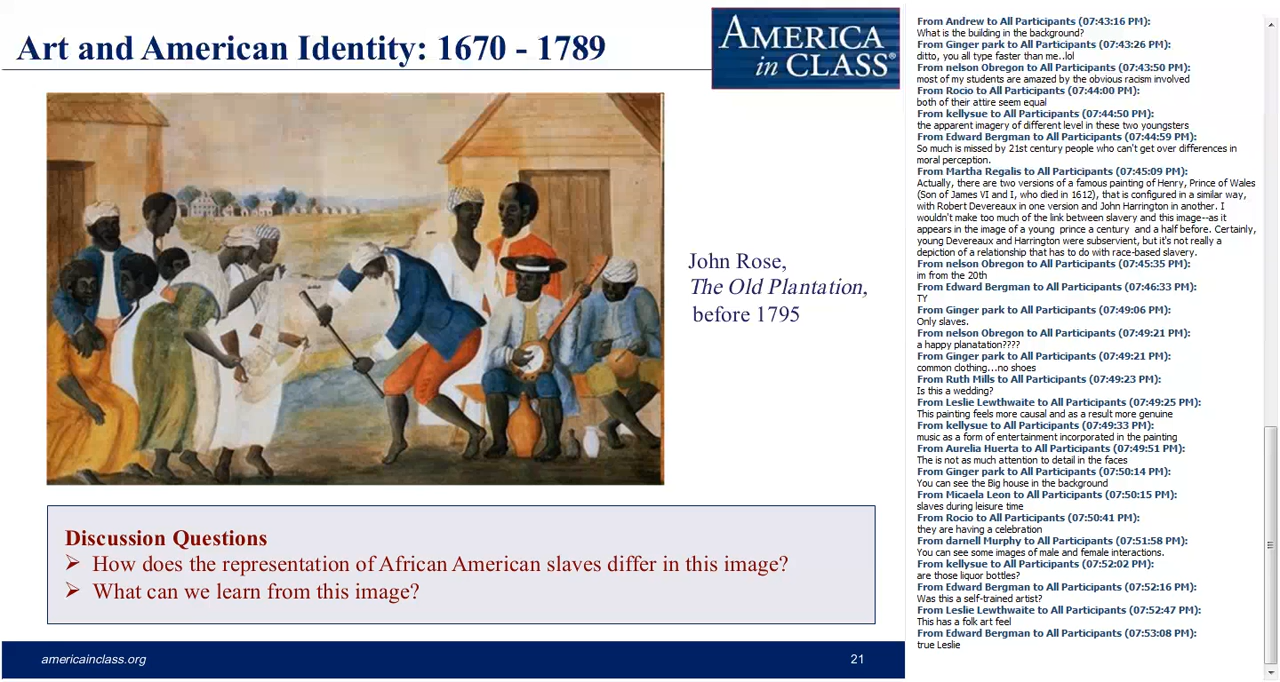 Art and American Identity: 1670 - 1789
AMERICA
in CLASS®
John Rose,
The Old Plantation,
before 1795
Discussion Questions
➢ How does the representation of African American slaves differ in this image?
➢ What can we learn from this image?
americainclass.org
21
From Andrew to All Participants (07:43:16 PM):
What is the building in the background?
From Ginger park to All Participants (07:43:26 PM):
ditto, you all type faster than me..lol
From nelson Obregon to All Participants (07:43:50 PM):
most of my students are amazed by the obvious racism involved
From Rocio to All Participants (07:44:00 PM):
both of their attire seem equal
From kellysue to All Participants (07:44:50 PM):
the apparent imagery of different level in these two youngsters
From Edward Bergman to All Participants (07:44:59 PM):
So much is missed by 21st century people who can't get over differences in
moral perception.
From Martha Regalis to All Participants (07:45:09 PM):
Actually, there are two versions of a famous painting of Henry, Prince of Wales
(Son of James VI and I, who died in 1612), that is configured in a similar way,
with Robert Devereaux in one version and John Harrington in another. I
wouldn't make too much of the link between slavery and this image--as it
appears in the image of a young prince a century and a half before. Certainly,
young Devereaux and Harrington were subservient, but it's not really a
depiction of a relationship that has to do with race-based slavery.
From nelson Obregon to All Participants (07:45:35 PM):
im from the 20th
From Edward Bergman to All Participants (07:46:33 PM):
TY
From Ginger park to All Participants (07:49:06 PM):
Only slaves.
From nelson Obregon to All Participants (07:49:21 PM):
a happy planatation????
From Ginger park to All Participants (07:49:21 PM):
common clothing...no shoes
From Ruth Mills to All Participants (07:49:23 PM):
Is this a wedding?
From Leslie Lewthwaite to All Participants (07:49:25 PM):
This painting feels more causal and as a result more genuine
From kellysue to All Participants (07:49:33 PM):
music as a form of entertainment incorporated in the painting
From Aurelia Huerta to All Participants (07:49:51 PM):
The is not as much attention to detail in the faces
From Ginger park to All Participants (07:50:14 PM):
You can see the Big house in the background
From Micaela Leon to All Participants (07:50:15 PM):
slaves during leisure time
From Rocio to All Participants (07:50:41 PM):
they are having a celebration
From darnell Murphy to All Participants (07:51:58 PM):
You can see some images of male and female interactions.
From kellysue to All Participants (07:52:02 PM):
are those liquor bottles?
From Edward Bergman to All Participants (07:52:16 PM):
Was this a self-trained artist?
From Leslie Lewthwaite to All Participants (07:52:47 PM):
This has a folk art feel
From Edward Bergman to All Participants (07:53:08 PM):
true Leslie